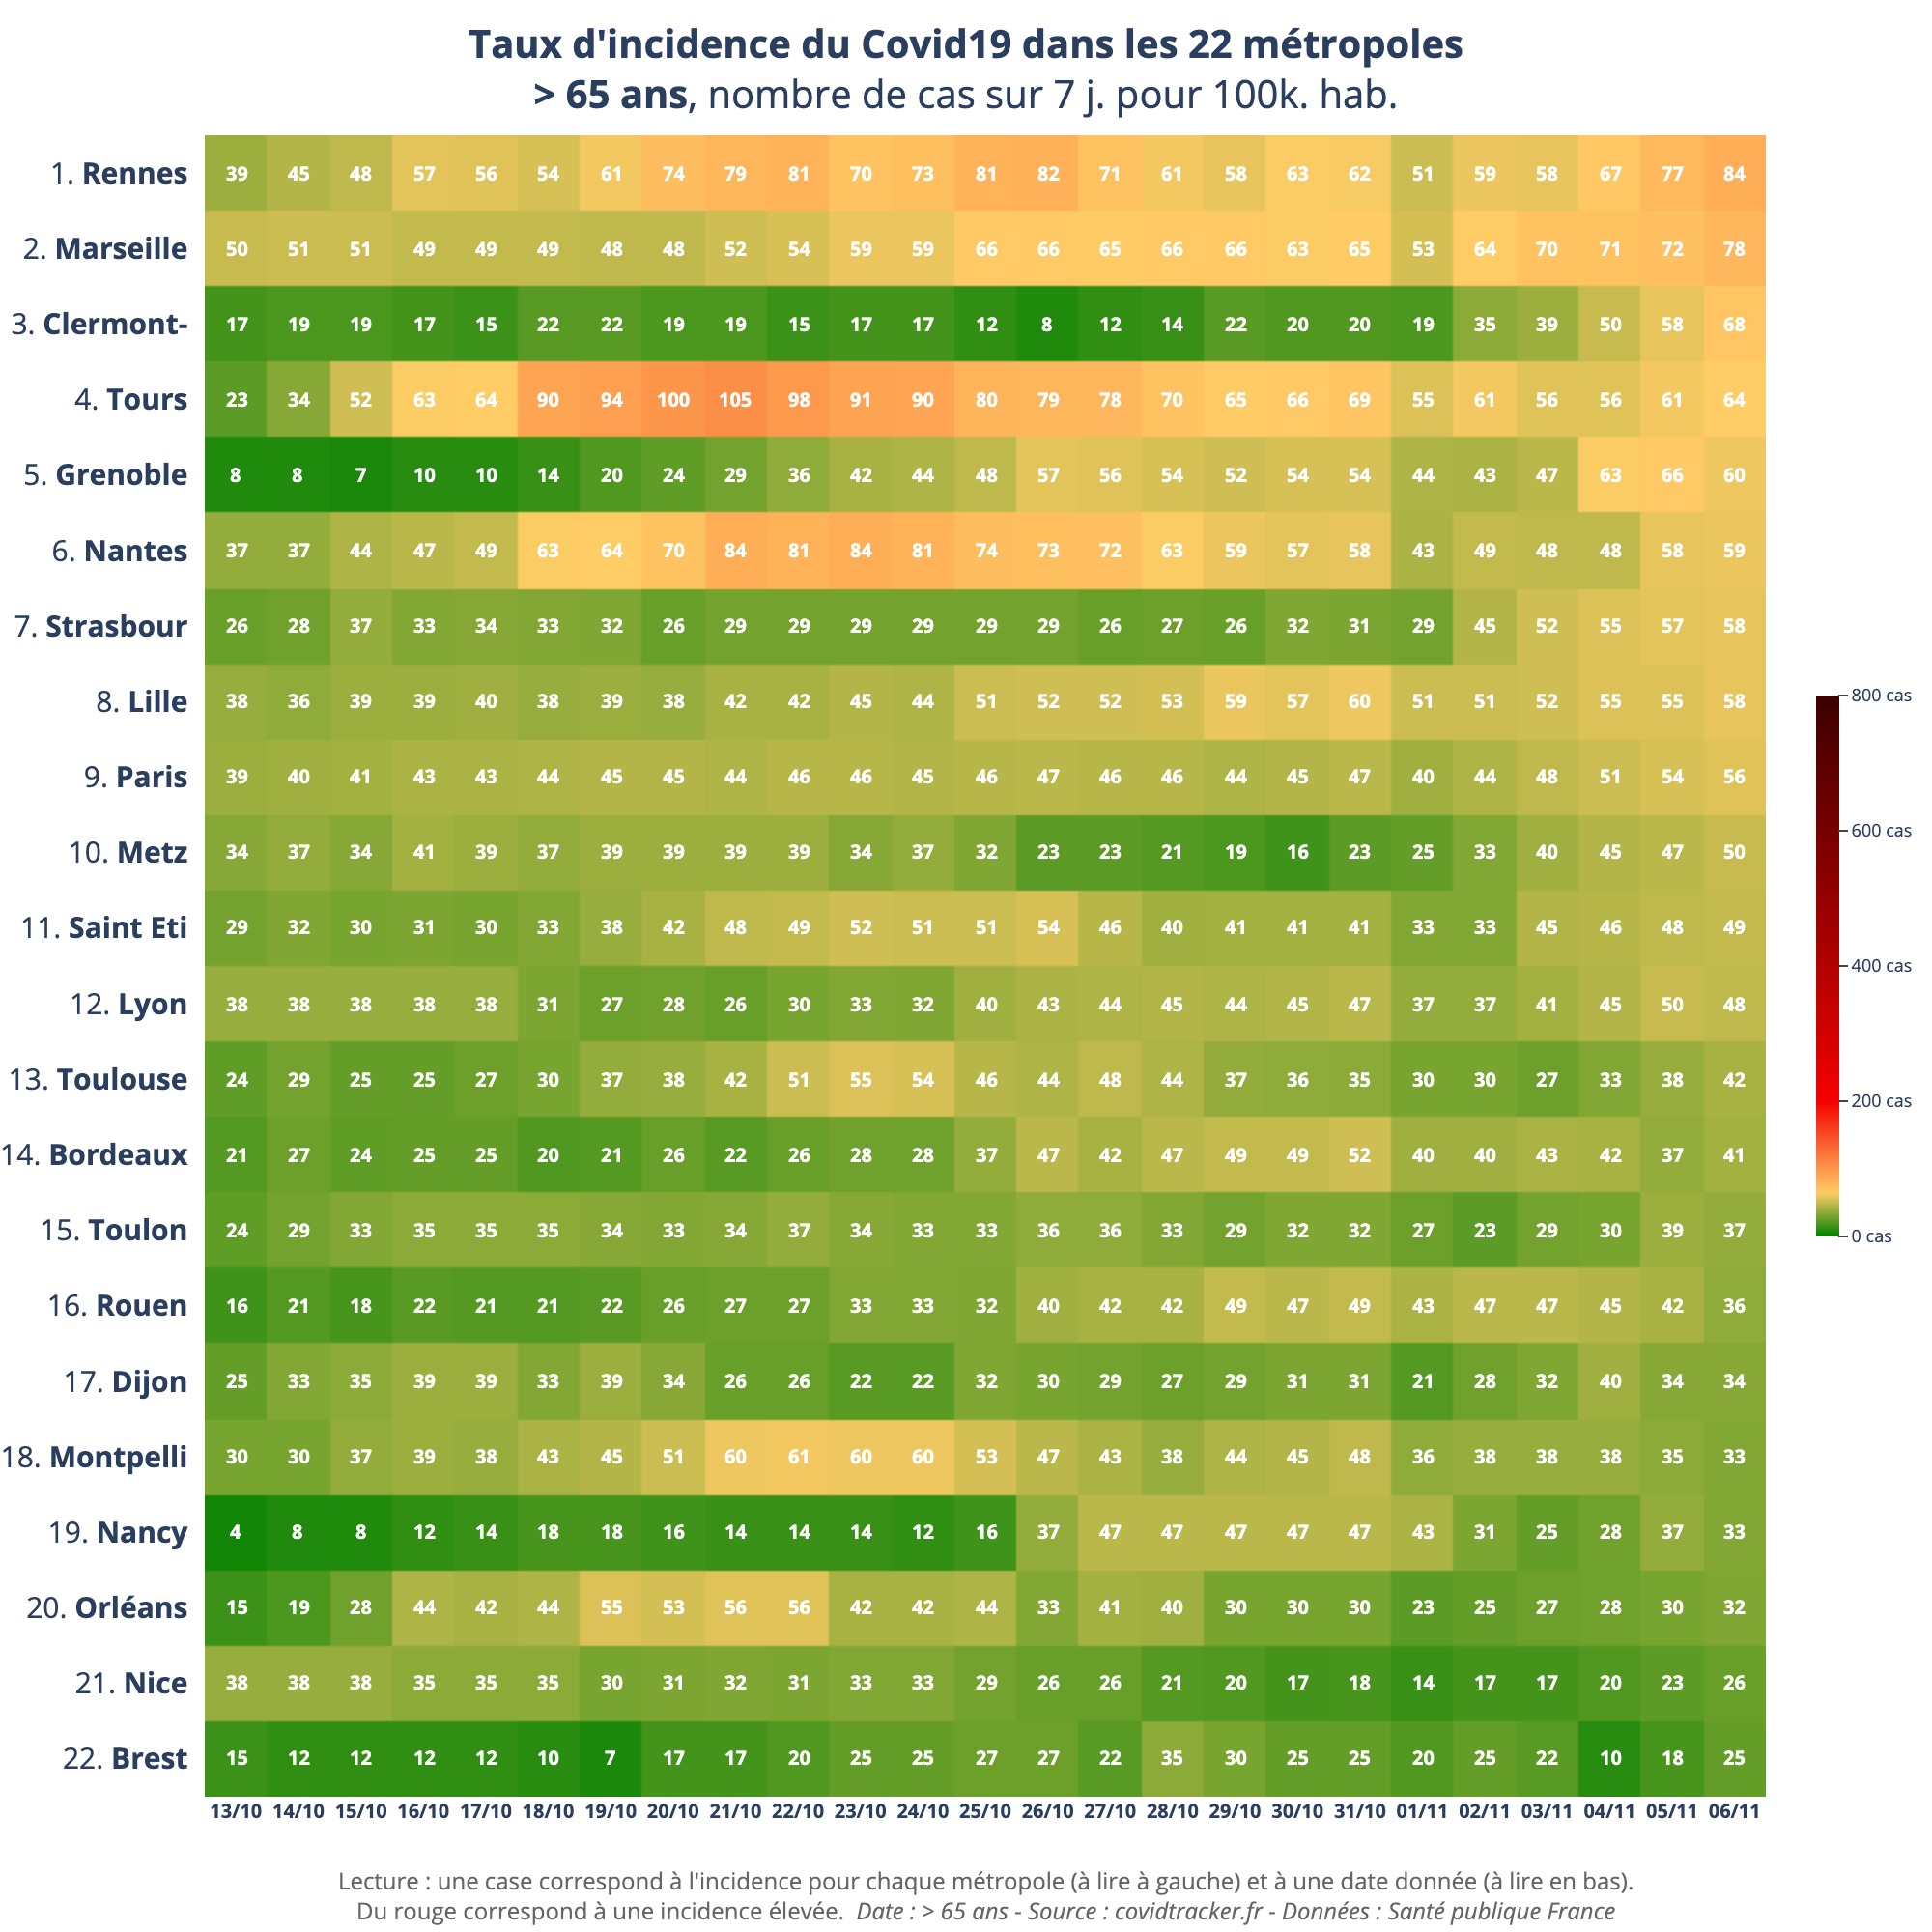 Taux d'incidence du Covid19 dans les 22 métropoles
> 65 ans, nombre de cas sur 7 j. pour 100k. hab.
1. Rennes 39 45 48 57 56 54 61 74 79 81 70 73 81 82 71 61 58 63 62 51 59 58 67 77 84
2. Marseille 50 51 51 49 49 49 48 48 52 54 59 59 66 66 65 66 66 63 65 53 64 70 71 72 78
3. Clermont- 17 19 19 17 15 22 22 19 19 15 17 17 12 8 12 14 22 20 20 19 35 39 50 58 68
4. Tours 23 34 52 63 64 90 94 100 105 98 91 90 80 79 78 70 65 66 69 55 61 56 56 61 64
5. Grenoble 8 8 7 10 10 14 20 24 29 36 42 44 48 57 56 54 52 54 54 44 43 47 63 66 60
6. Nantes 37 37 44 47 49 63 64 70 84 81 84 81 74 73 72 63 59 57 58 43 49 48 48 58 59
7. Strasbour 26 28 37 33 34 33 32 26 29 29 29 29 29 29 26 27 26 32 31 29 45 52 55 57 58
8. Lille 38 36 39 39 40 38 39 38 42 42 45 44 51 52 52 53 59 57 60 51 51 52 55 55 58
9. Paris 39 40 41 43 43 44 45 45 44 46 46 45 46 47 46 46 44 45 47 40 44 48 51 54 56
10. Metz 34 37 34 41 39 37 39 39 39 39 34 37 32 23 23 21 19 16 23 25 33 40 45 47 50
11. Saint Eti 29 32 30 31 30 33 38 42 48 49 52 51 51 54 46 40 41 41 41 33 33 45 46 48 49
12. Lyon 38 38 38 38 38 31 27 28 26 30 33 32 40 43 44 45 44 45 47 37 37 41 45 50 48
13. Toulouse 24 29 25 25 27 30 37 38 42 51 55 54 46 44 48 44 37 36 35 30 30 27 33 38 42
14. Bordeaux 21 27 24 25 25 20 21 26 22 26 28 28 37 47 42 47 49 49 52 40 40 43 42 37 41
15. Toulon 24 29 33 35 35 35 34 33 34 37 34 33 33 36 36 33 29 32 32 27 23 29 30 39 37
16. Rouen 16 21 18 22 21 21 22 26 27 27 33 33 32 40 42 42 49 47 49 43 47 47 45 42 36
17. Dijon 25 33 35 39 39 33 39 34 26 26 22 22 32 30 29 27 29 31 31 21 28 32 40 34 34
18. Montpelli 30 30 37 39 38 43 45 51 60 61 60 60 53 47 43 38 44 45 48 36 38 38 38 35 33
19. Nancy 4 8 8 12 14 18 18 16 14 14 14 12 16 37 47 47 47 47 47 43 31 25 28 37 33
20. Orléans 15 19 28 44 42 44 55 53 56 56 42 42 44 33 41 40 30 30 30 23 25 27 28 30 32
21. Nice 38 38 38 35 35 35 30 31 32 31 33 33 29 26 26 21 20 17 18 14 17 17 20 23 26
22. Brest 15 12 12 12 12 10 7 17 17 20 25 25 27 27 22 35 30 25 25 20 25 22 10 18 25
13/10 14/10 15/10 16/10 17/10 18/10 19/10 20/10 21/10 22/10 23/10 24/10 25/10 26/10 27/10 28/10 29/10 30/10 31/10 01/11 02/11 03/11 04/11 05/11 06/11
800 cas
600 cas
400 cas
200 cas
0 cas
Lecture : une case correspond à l'incidence pour chaque métropole (à lire à gauche) et à une date donnée (à lire en bas).
Du rouge correspond à une incidence élevée. Date : > 65 ans - Source : covidtracker.fr - Données : Santé publique France